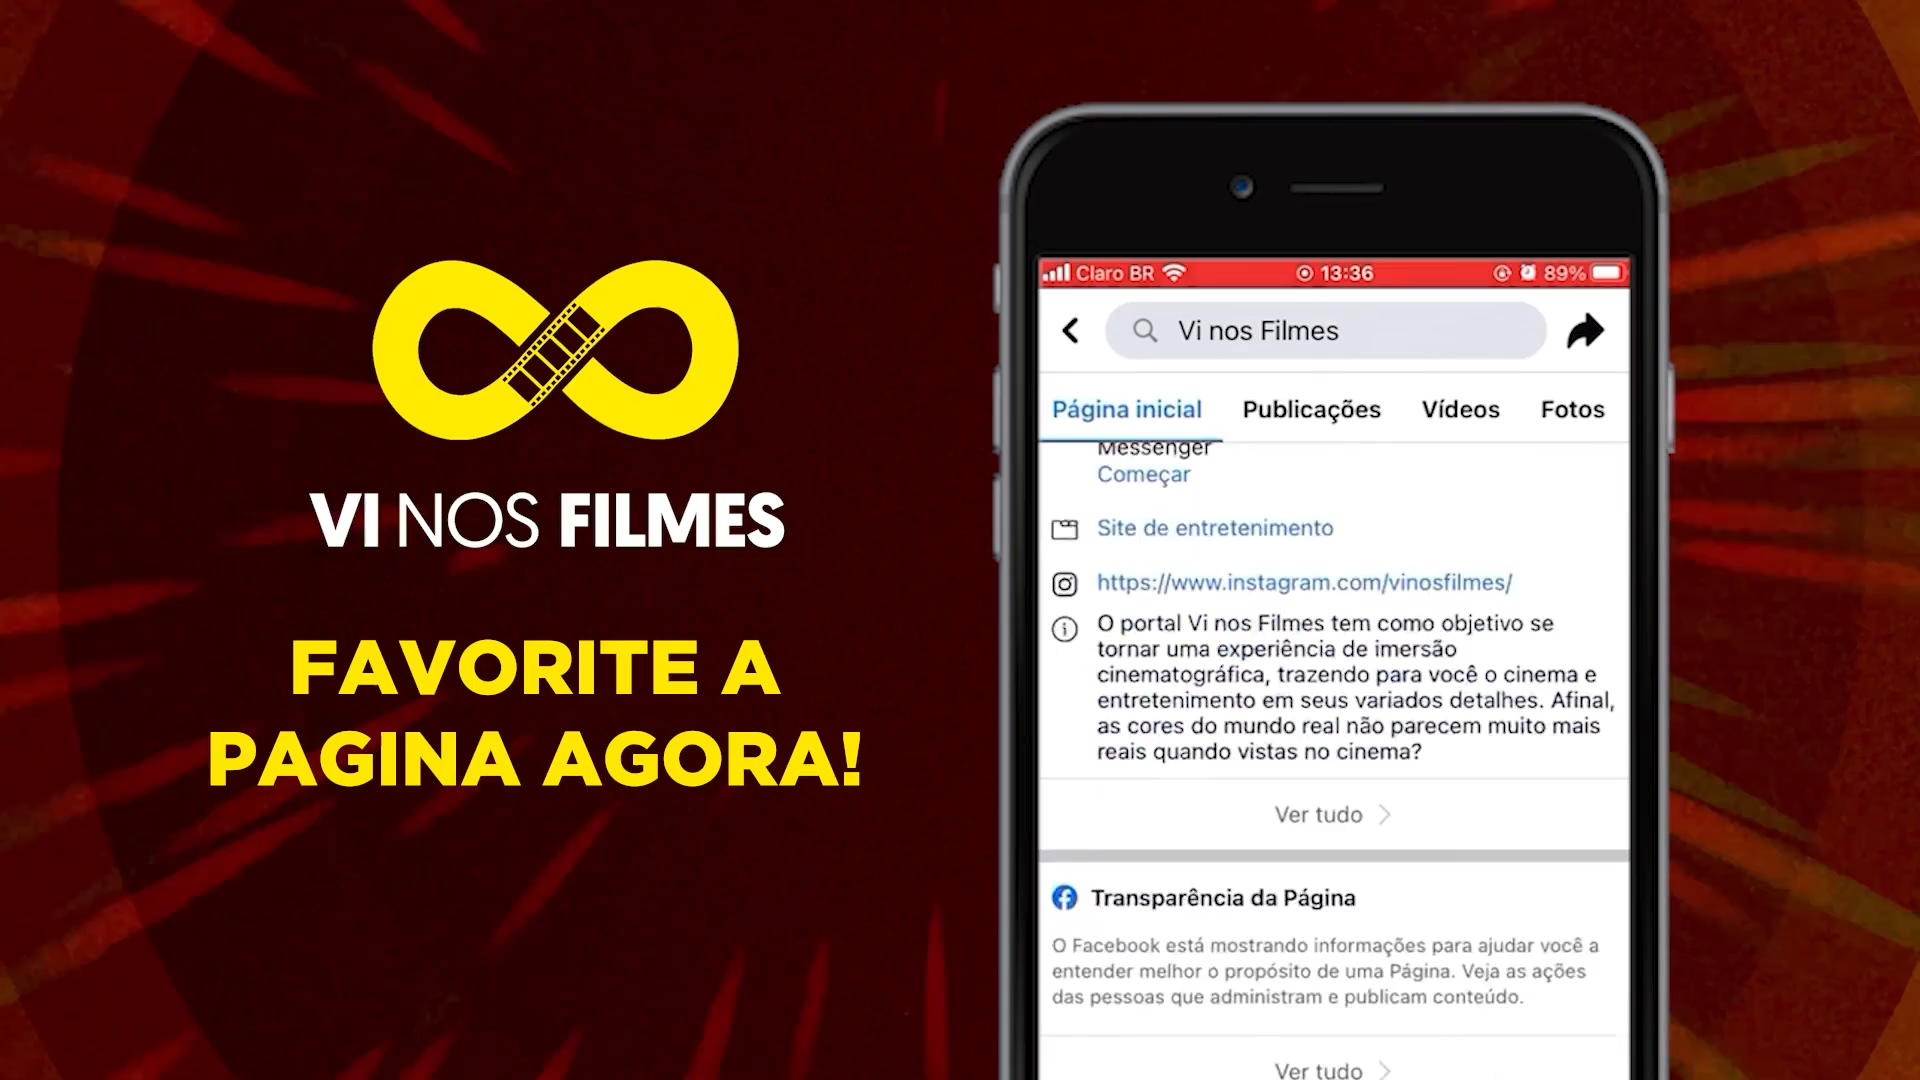 VI NOS FILMES
FAVORITE A
PAGINA AGORA!
Claro BR
13:36
89%
Vi nos Filmes
Página inicial
Publicações
Vídeos
Fotos
Messenger
Começar
Site de entretenimento
https://www.instagram.com/vinosfilmes/
O portal Vi nos Filmes tem como objetivo se
tornar uma experiência de imersão
cinematográfica, trazendo para você o cinema e
entretenimento em seus variados detalhes. Afinal,
as cores do mundo real não parecem muito mais
reais quando vistas no cinema?
Ver tudo
Transparência da Página
O Facebook está mostrando informações para ajudar você a
entender melhor o propósito de uma Página. Veja as ações
das pessoas que administram e publicam conteúdo.
Ver tudo